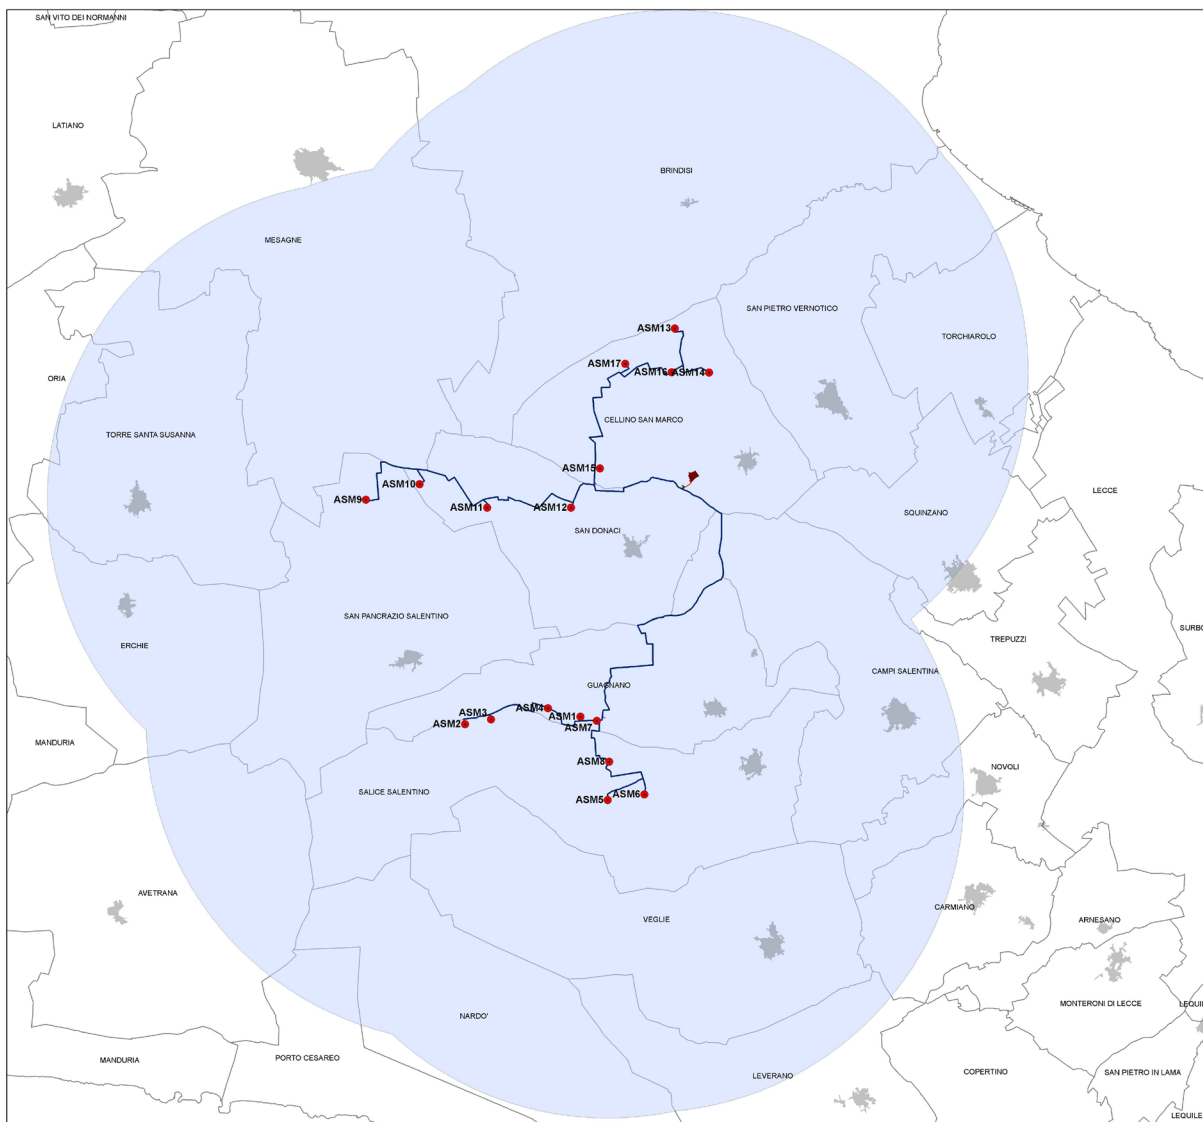 SAN VITO DEI NORMANNI
LATIANO
BRINDISI
MESAGNE
SAN PIETRO VERNOTICO
ASM13
TORCHIAROLO
ASM17
ASM16
ASM14
ORIA
CELLINO SAN MARCO
TORRE SANTA SUSANNA
ASM15
ASM10
ASM9
LECCE
ASM11
ASM12
SQUINZANO
SAN DONACI
SAN PANCRAZIO SALENTINO
SURBO
ERCHIE
TREPUZZI
CAMPI SALENTINA
GUAGNANO
ASM4
ASM3
ASM1
ASM2
ASM7
MANDURIA
ASM8
NOVOLI
SALICE SALENTINO
ASM6
ASM5
AVETRANA
CARMIANO
VEGLIE
ARNESANO
MONTERONI DI LECCE
LEQUILE
NARDO'
PORTO CESAREO
MANDURIA
COPERTINO
SAN PIETRO IN LAMA
LEVERANO
LEQUILE